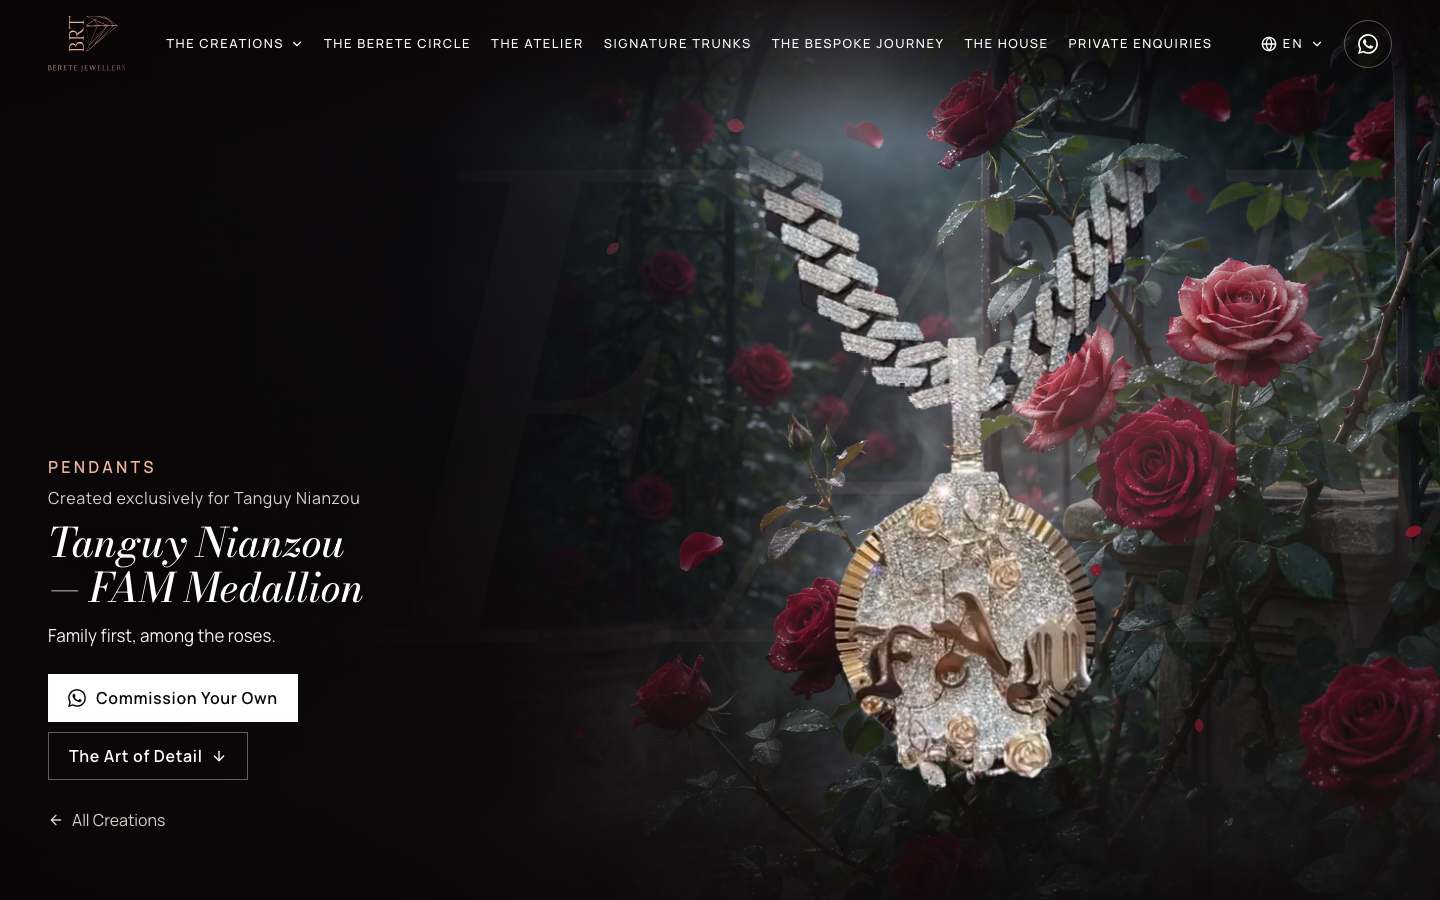 BRT
BERETE JEWELLERS
THE CREATIONS
THE BERETE CIRCLE
THE ATELIER
SIGNATURE TRUNKS
THE BESPOKE JOURNEY
THE HOUSE
PRIVATE ENQUIRIES
EN
PENDANTS
Created exclusively for Tanguy Nianzou
Tanguy Nianzou
— FAM Medallion
Family first, among the roses.
Commission Your Own
The Art of Detail ↓
← All Creations
FAM